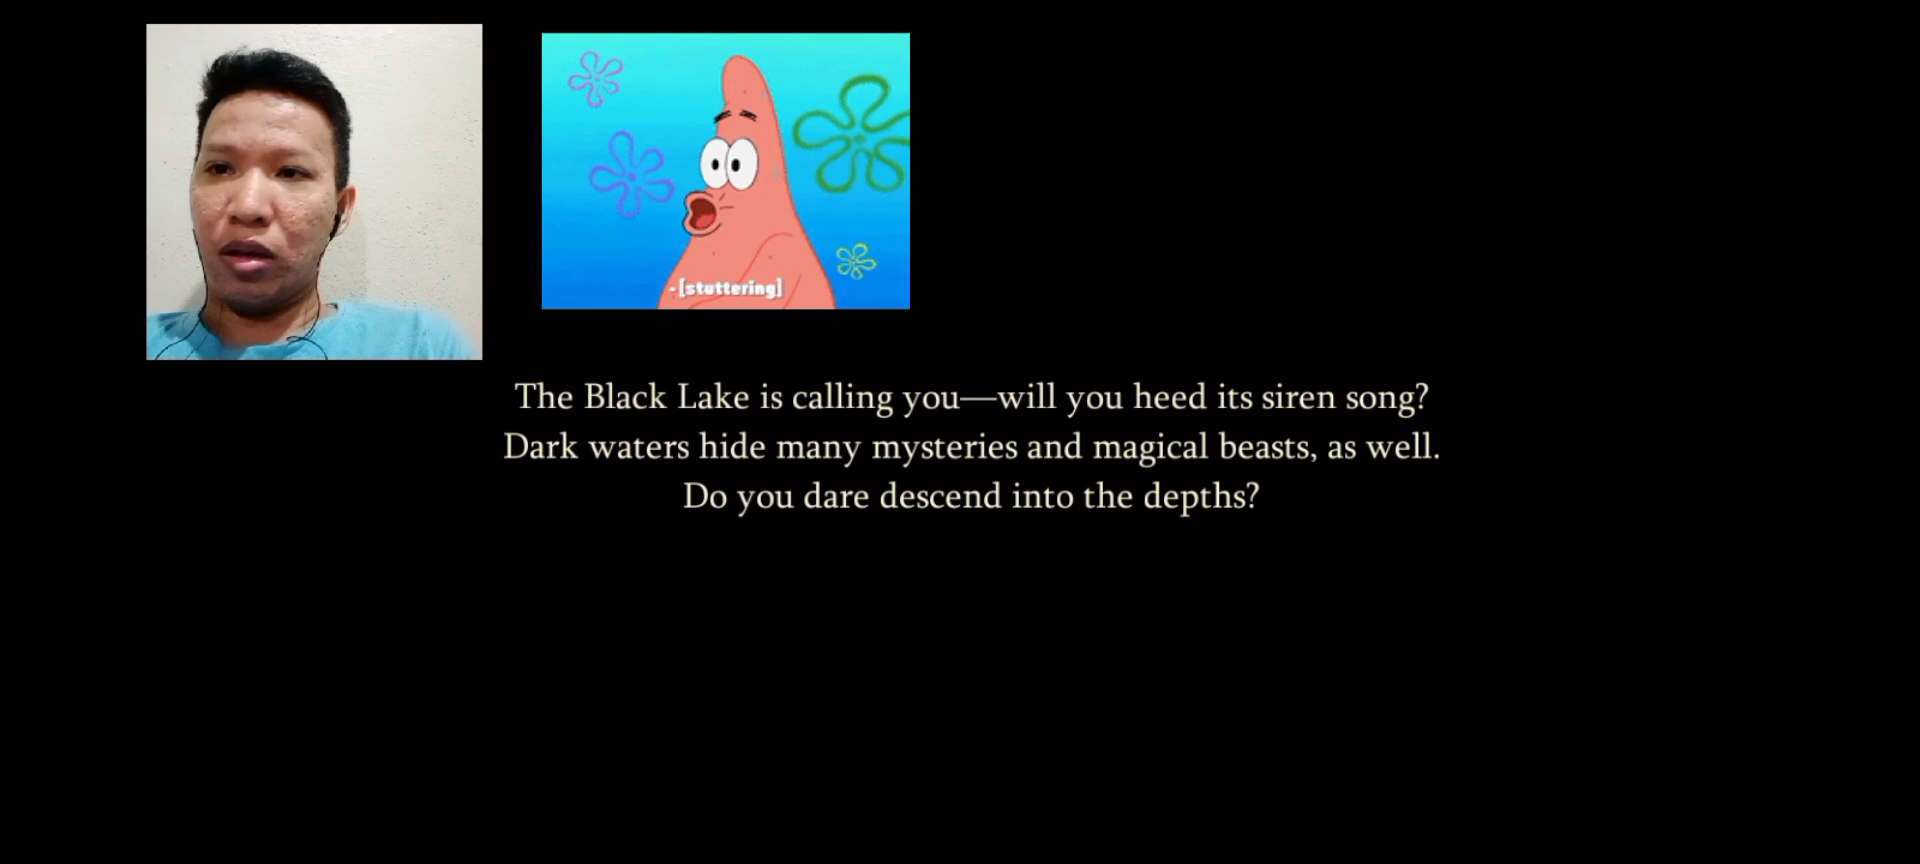 -[stuttering]
The Black Lake is calling you—will you heed its siren song?
Dark waters hide many mysteries and magical beasts, as well.
Do you dare descend into the depths?